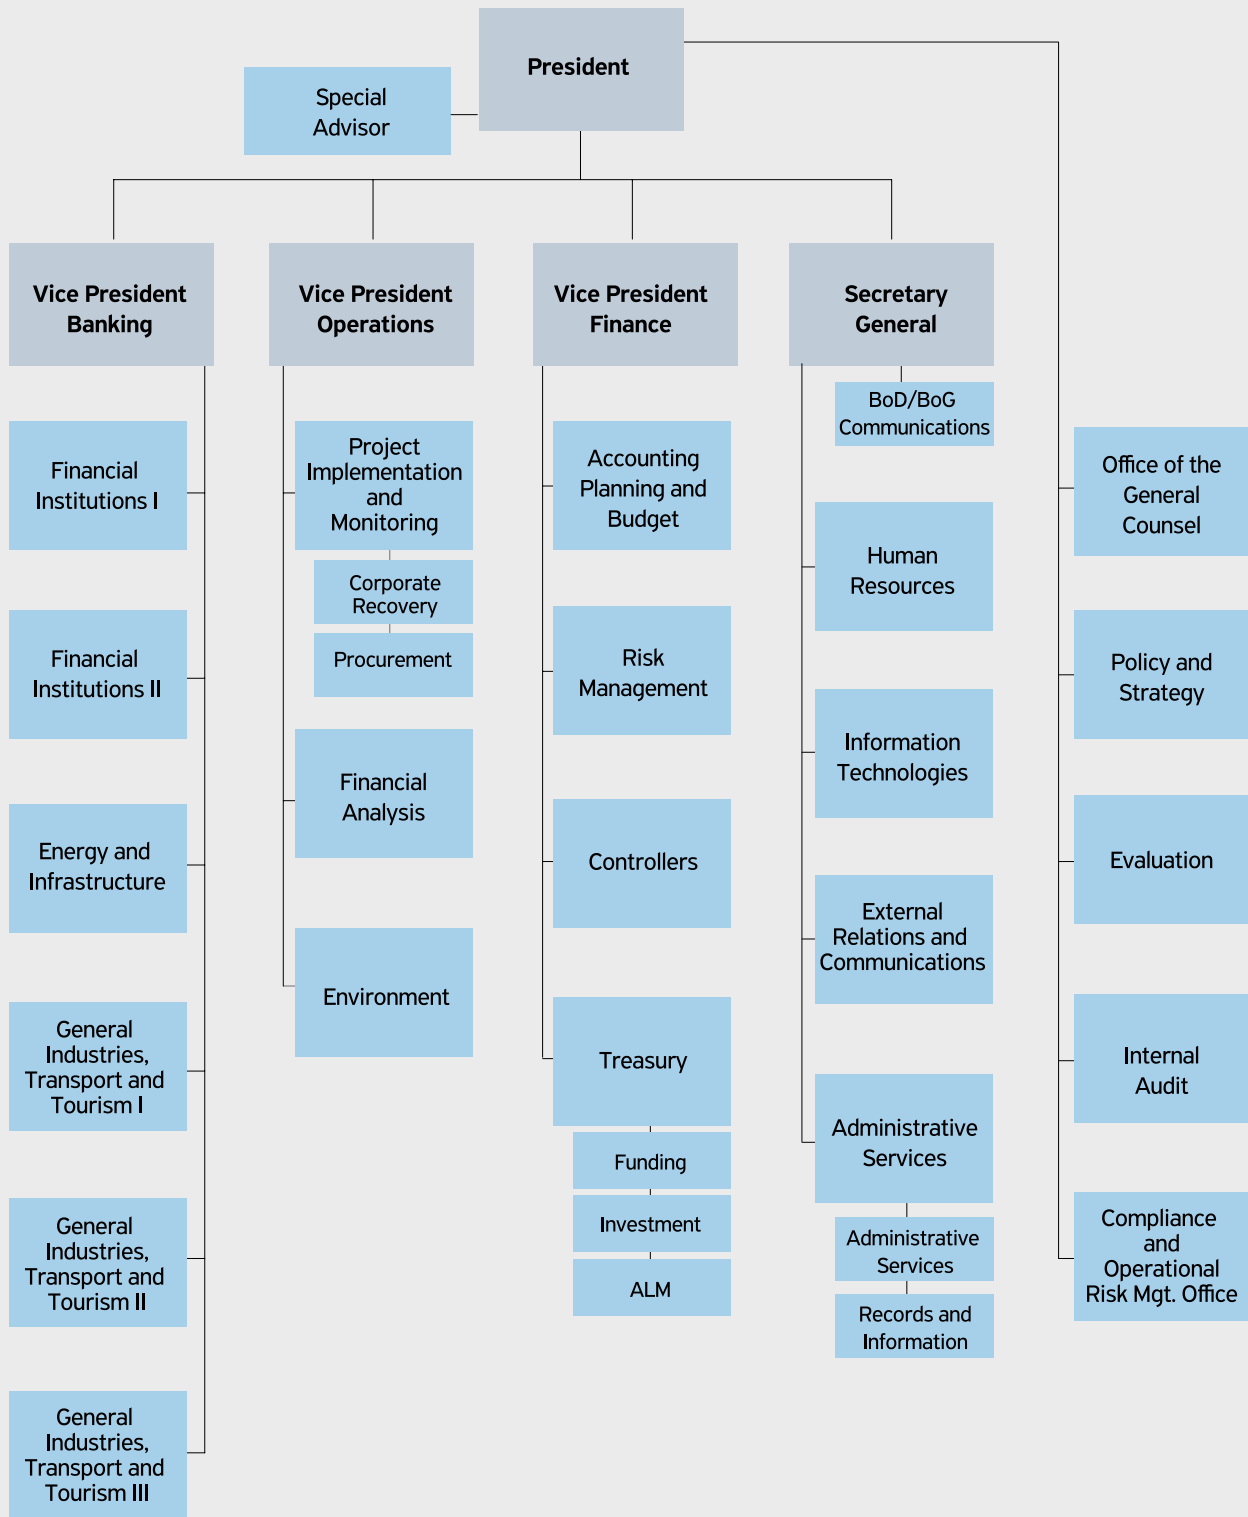 President
Special
Advisor
Vice President
Banking
Vice President
Operations
Vice President
Finance
Secretary
General
Financial
Institutions I
Financial
Institutions II
Energy and
Infrastructure
General
Industries,
Transport and
Tourism I
General
Industries,
Transport and
Tourism II
General
Industries,
Transport and
Tourism III
Project
Implementation
and
Monitoring
Corporate
Recovery
Procurement
Financial
Analysis
Environment
Accounting
Planning and
Budget
Risk
Management
Controllers
Treasury
Funding
Investment
ALM
BoD/BoG
Communications
Human
Resources
Information
Technologies
External
Relations and
Communications
Administrative
Services
Administrative
Services
Records and
Information
Office of the
General
Counsel
Policy and
Strategy
Evaluation
Internal
Audit
Compliance
and
Operational
Risk Mgt. Office